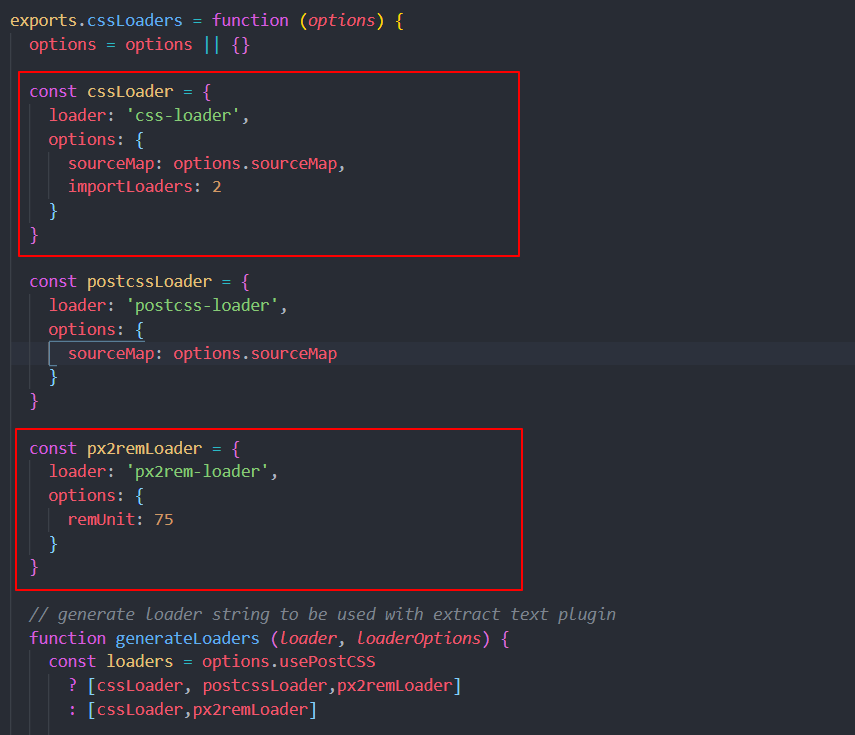 exports.cssLoaders = function (options) {
options = options || {}
const cssLoader = {
loader: 'css-loader',
options: {
sourceMap: options.sourceMap,
importLoaders: 2
}
}
const postcssLoader = {
loader: 'postcss-loader',
options: {
sourceMap: options.sourceMap
}
}
const px2remLoader = {
loader: 'px2rem-loader',
options: {
remUnit: 75
}
}
// generate loader string to be used with extract text plugin
function generateLoaders (loader, loaderOptions) {
const loaders = options.usePostCSS
? [cssLoader, postcssLoader,px2remLoader]
: [cssLoader,px2remLoader]